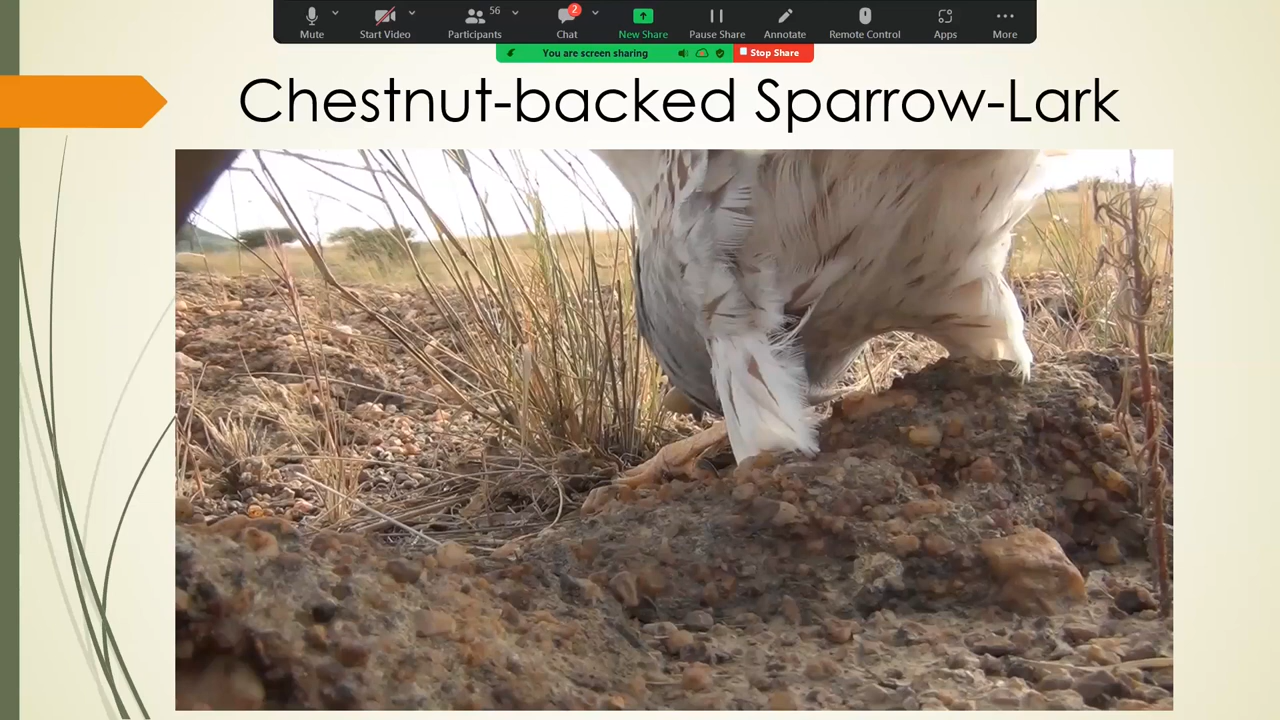 56
2
Mute
Start Video
Participants
Chat
New Share
Pause Share
Annotate
Remote Control
Apps
More
You are screen sharing
Stop Share
Chestnut-backed Sparrow-Lark